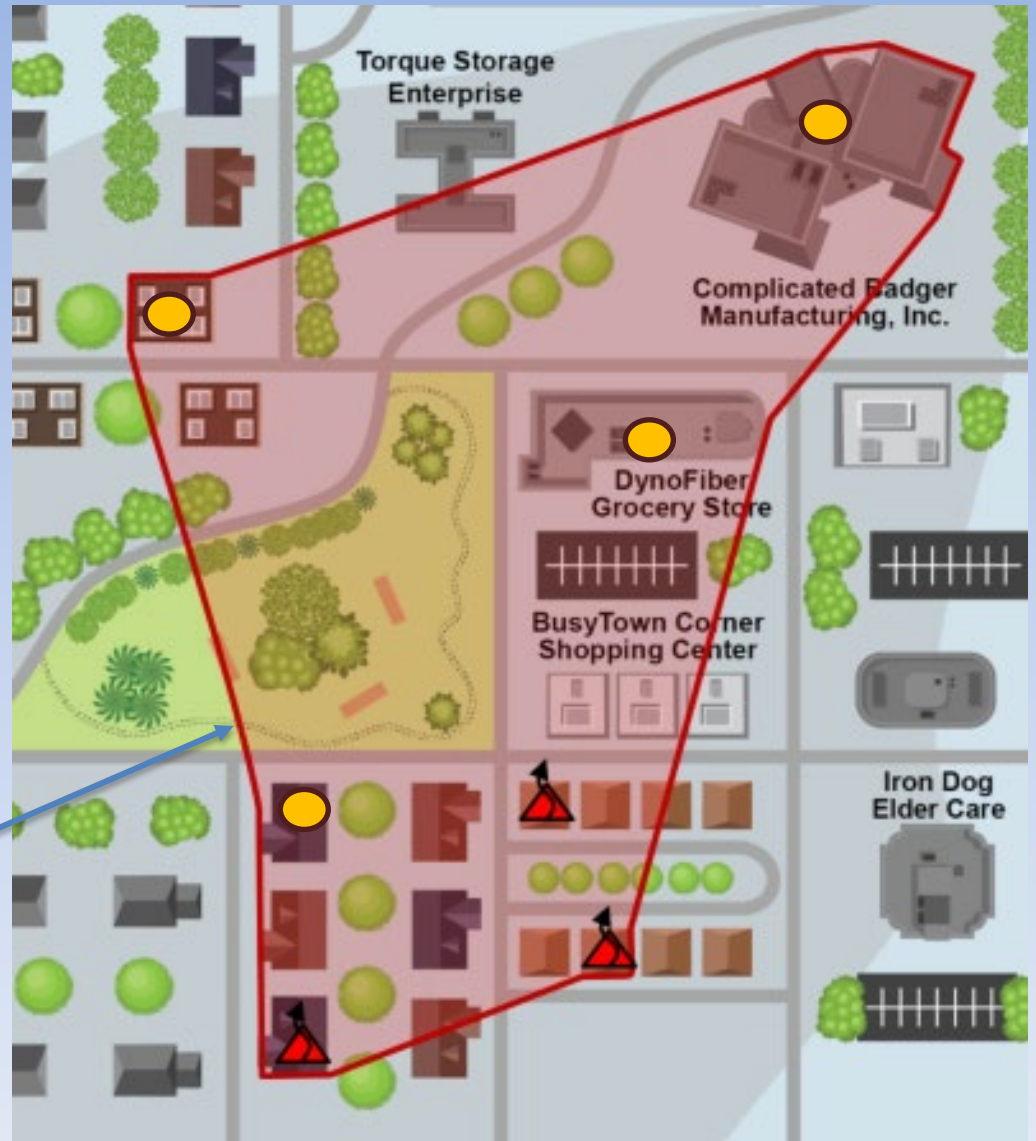 Torque Storage
Enterprise
Complicated Badger
Manufacturing, Inc.
DynoFiber
Grocery Store
BusyTown Corner
Shopping Center
Iron Dog
Elder Care